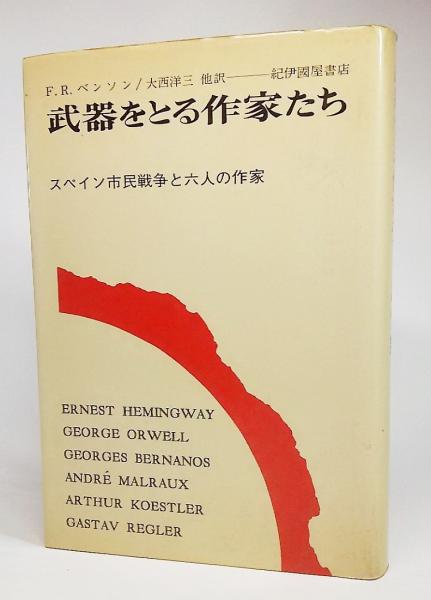 F.R.ベンソン/大西洋三 他訳───紀伊國屋書店
武器をとる作家たち
スペイン市民戦争と六人の作家
ERNEST HEMINGWAY
GEORGE ORWELL
GEORGES BERNANOS
ANDRÉ MALRAUX
ARTHUR KOESTLER
GASTAV REGLER